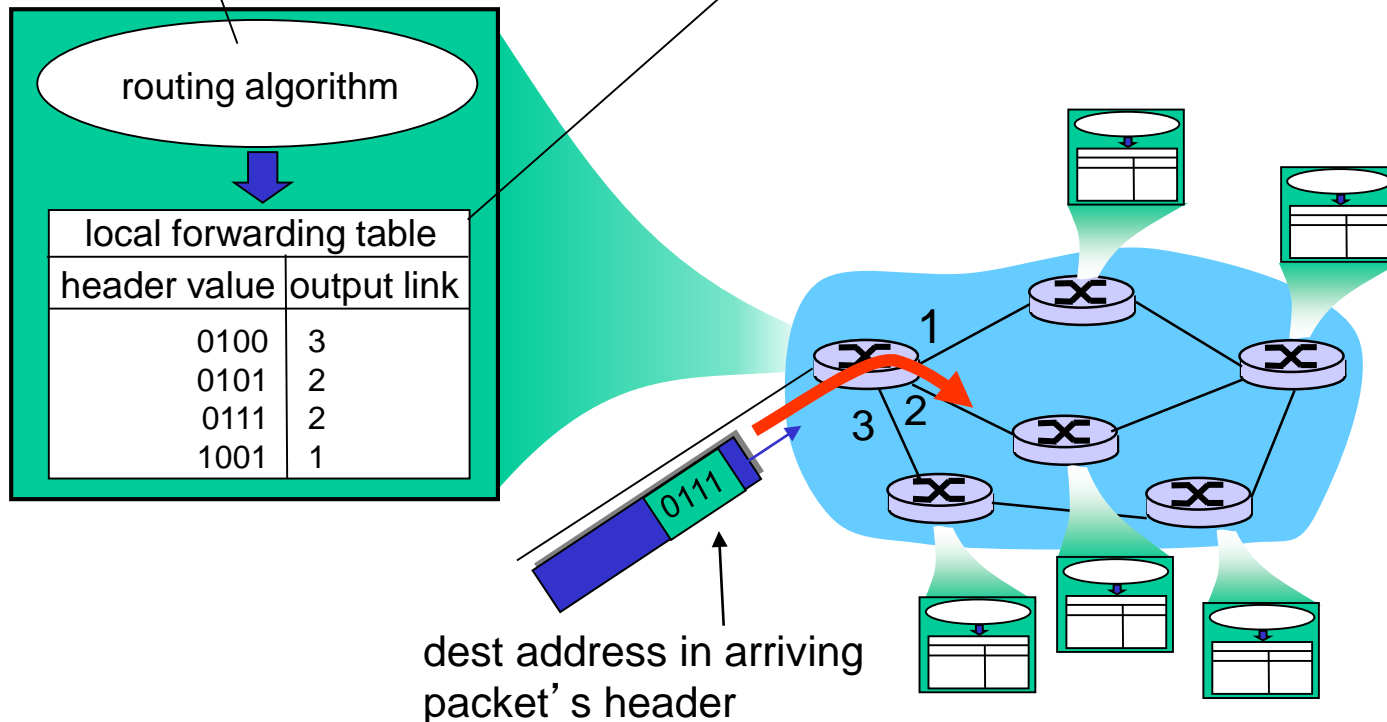 routing algorithm
local forwarding table
header value output link
0100 3
0101 2
0111 2
1001 1
1
2
3
0111
dest address in arriving
packet’s header